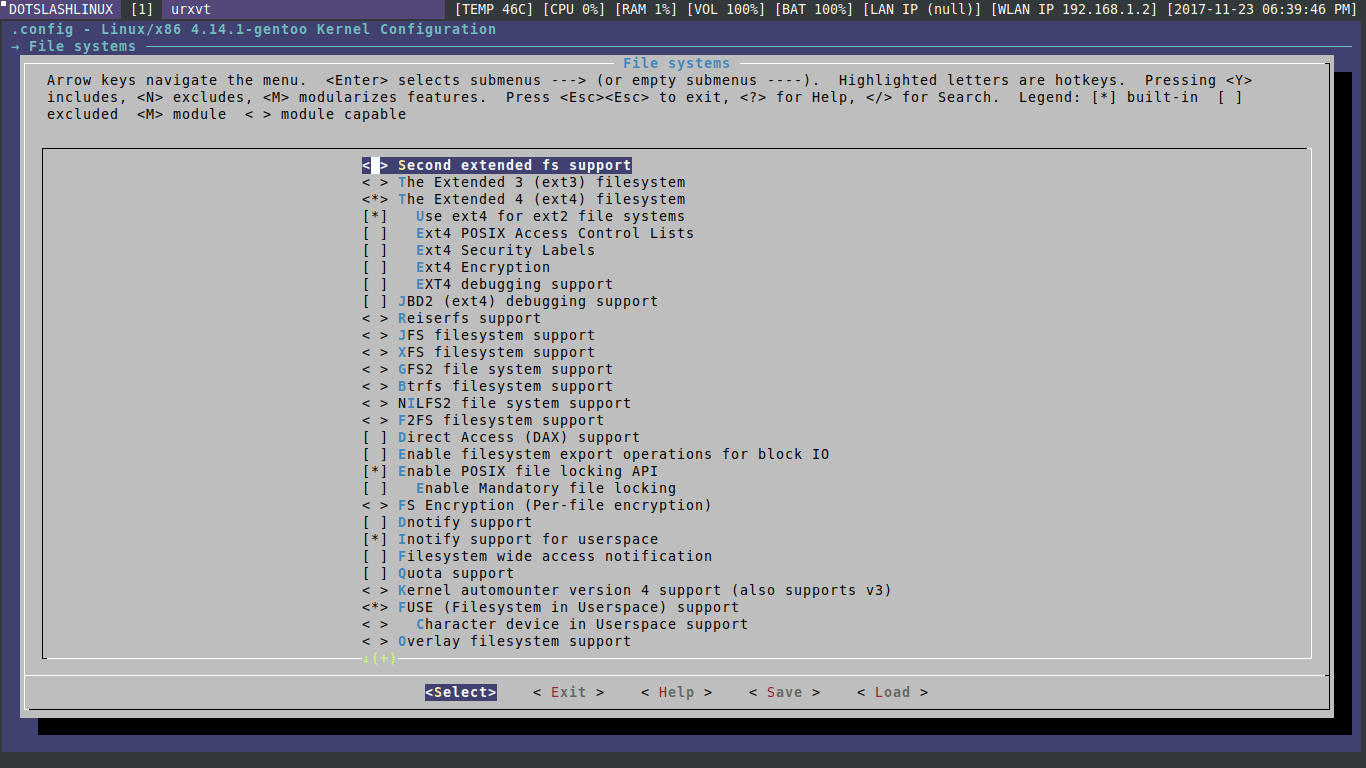 DOTSLASHLINUX [1] urxvt [TEMP 46C] [CPU 0%] [RAM 1%] [VOL 100%] [BAT 100%] [LAN IP (null)] [WLAN IP 192.168.1.2] [2017-11-23 06:39:46 PM]
.config - Linux/x86 4.14.1-gentoo Kernel Configuration
→ File systems
File systems
Arrow keys navigate the menu.  <Enter> selects submenus ---> (or empty submenus ----).  Highlighted letters are hotkeys.  Pressing <Y>
includes, <N> excludes, <M> modularizes features.  Press <Esc><Esc> to exit, <?> for Help, </> for Search.  Legend: [*] built-in  [ ]
excluded  <M> module  < > module capable
< > Second extended fs support
< > The Extended 3 (ext3) filesystem
<*> The Extended 4 (ext4) filesystem
[*]   Use ext4 for ext2 file systems
[ ]   Ext4 POSIX Access Control Lists
[ ]   Ext4 Security Labels
[ ]   Ext4 Encryption
[ ]   EXT4 debugging support
[ ] JBD2 (ext4) debugging support
< > Reiserfs support
< > JFS filesystem support
< > XFS filesystem support
< > GFS2 file system support
< > Btrfs filesystem support
< > NILFS2 file system support
< > F2FS filesystem support
[ ] Direct Access (DAX) support
[ ] Enable filesystem export operations for block IO
[*] Enable POSIX file locking API
[ ]   Enable Mandatory file locking
< > FS Encryption (Per-file encryption)
[ ] Dnotify support
[*] Inotify support for userspace
[ ] Filesystem wide access notification
[ ] Quota support
< > Kernel automounter version 4 support (also supports v3)
<*> FUSE (Filesystem in Userspace) support
< >   Character device in Userspace support
< > Overlay filesystem support
↓(+)
<Select>    < Exit >    < Help >    < Save >    < Load >